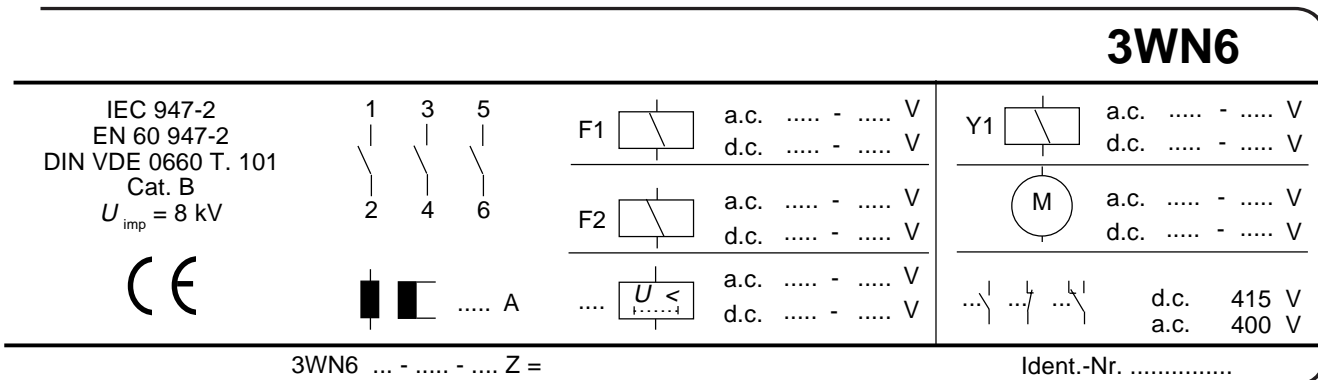 3WN6
IEC 947-2
EN 60 947-2
DIN VDE 0660 T. 101
Cat. B
U imp = 8 kV
CE
1 3 5
2 4 6
..... A
F1 a.c. ..... - ..... V
d.c. ..... - ..... V
F2 a.c. ..... - ..... V
d.c. ..... - ..... V
.... U < a.c. ..... - ..... V
d.c. ..... - ..... V
Y1 a.c. ..... - ..... V
d.c. ..... - ..... V
M a.c. ..... - ..... V
d.c. ..... - ..... V
... ... ... d.c. 415 V
a.c. 400 V
3WN6 ... - ..... - .... Z =
Ident.-Nr. ...............